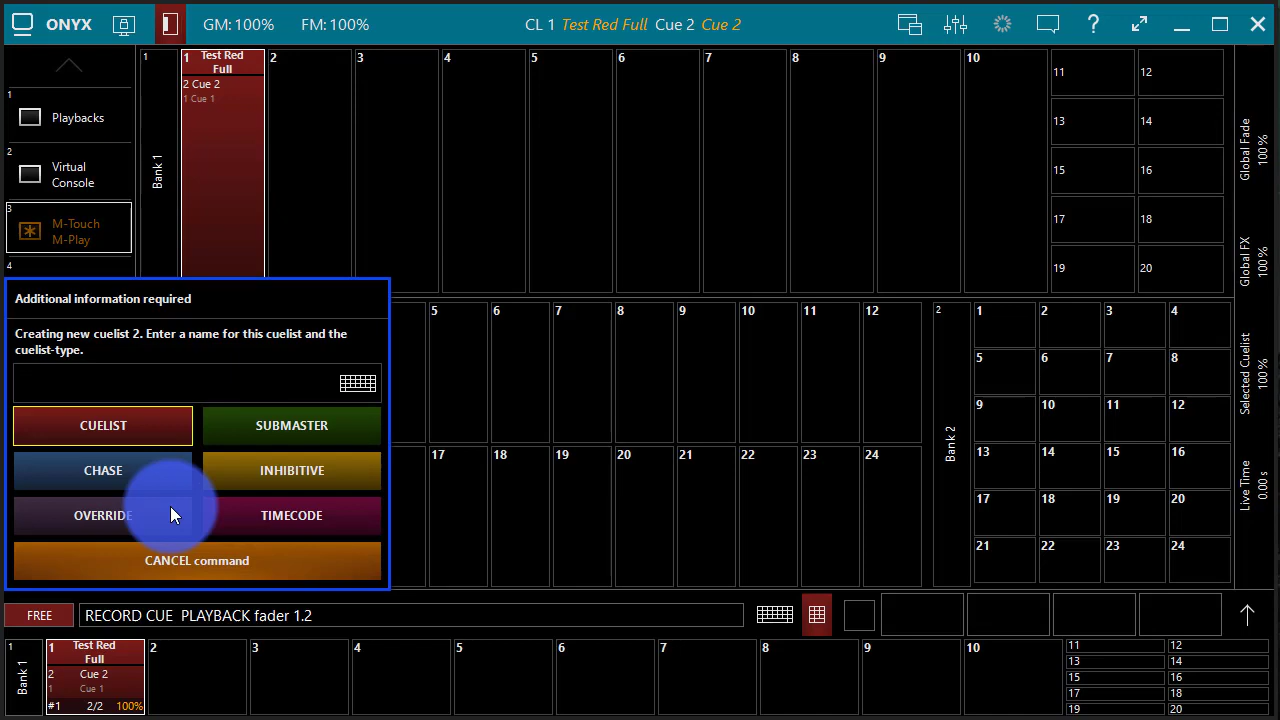 ONYX
GM: 100%
FM: 100%
CL 1 Test Red Full Cue 2 Cue 2
?
1
Playbacks
2
Virtual
Console
3
M-Touch
M-Play
4
1
Bank 1
1 Test Red
Full
2 Cue 2
1 Cue 1
2
3
4
5
6
7
8
9
10
11
12
13
14
15
16
17
18
19
20
Global Fade
100 %
Global FX
100 %
Selected Cuelist
100 %
Live Time
0.00 s
Additional information required
Creating new cuelist 2. Enter a name for this cuelist and the
cuelist-type.
CUELIST
SUBMASTER
CHASE
INHIBITIVE
OVERRIDE
TIMECODE
CANCEL command
5
6
7
8
9
10
11
12
17
18
19
20
21
22
23
24
2
Bank 2
1
2
3
4
5
6
7
8
9
10
11
12
13
14
15
16
17
18
19
20
21
22
23
24
FREE
RECORD CUE PLAYBACK fader 1.2
1
Bank 1
1 Test Red
Full
2 Cue 2
1 Cue 1
#1 2/2 100%
2
3
4
5
6
7
8
9
10
11
12
13
14
15
16
17
18
19
20